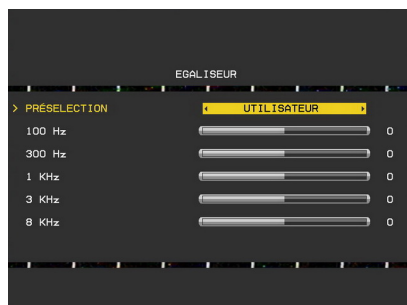 EGALISEUR
> PRÉSELECTION UTILISATEUR
100 Hz 0
300 Hz 0
1 KHz 0
3 KHz 0
8 KHz 0